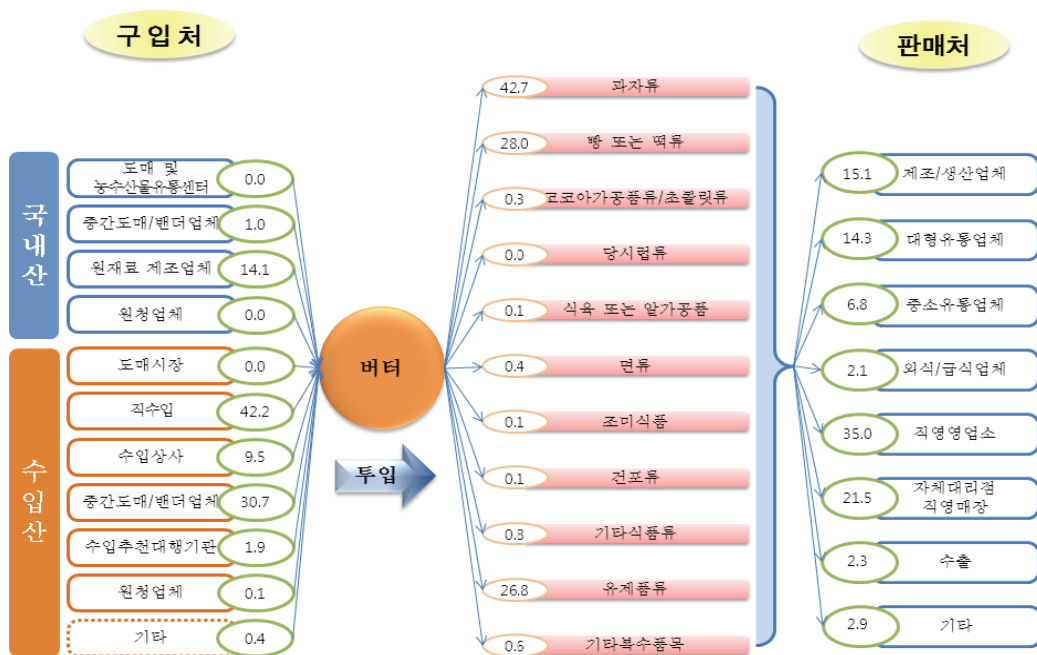 구입처
판매처
국내산
도매 및
농수산물유통센터
0.0
중간도매/밴더업체
1.0
원재료 제조업체
14.1
원청업체
0.0
수입산
도매시장
0.0
직수입
42.2
수입상사
9.5
중간도매/밴더업체
30.7
수입추천대행기관
1.9
원청업체
0.1
기타
0.4
버터
투입
42.7
과자류
28.0
빵 또는 떡류
0.3
코코아가공품류/초콜릿류
0.0
당시럽류
0.1
식육 또는 알가공품
0.4
면류
0.1
조미식품
0.1
건포류
0.8
기타식품류
26.8
유제품류
0.6
기타복수품목
15.1
제조/생산업체
14.3
대형유통업체
6.8
중소유통업체
2.1
외식/급식업체
35.0
직영영업소
21.5
자체대리점
직영매장
2.3
수출
2.9
기타